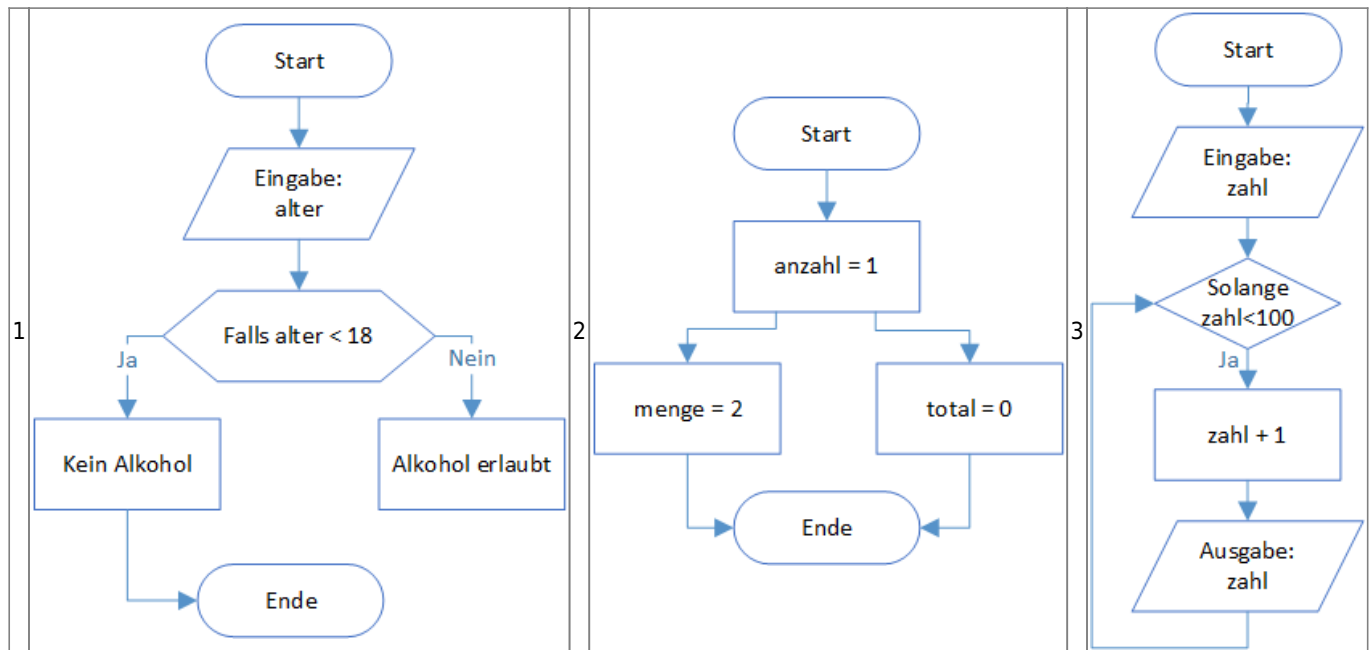 1
Start
Eingabe:
alter
Falls alter < 18
Ja
Nein
Kein Alkohol
Alkohol erlaubt
Ende
2
Start
anzahl = 1
menge = 2
total = 0
Ende
3
Start
Eingabe:
zahl
Solange
zahl<100
Ja
zahl + 1
Ausgabe:
zahl